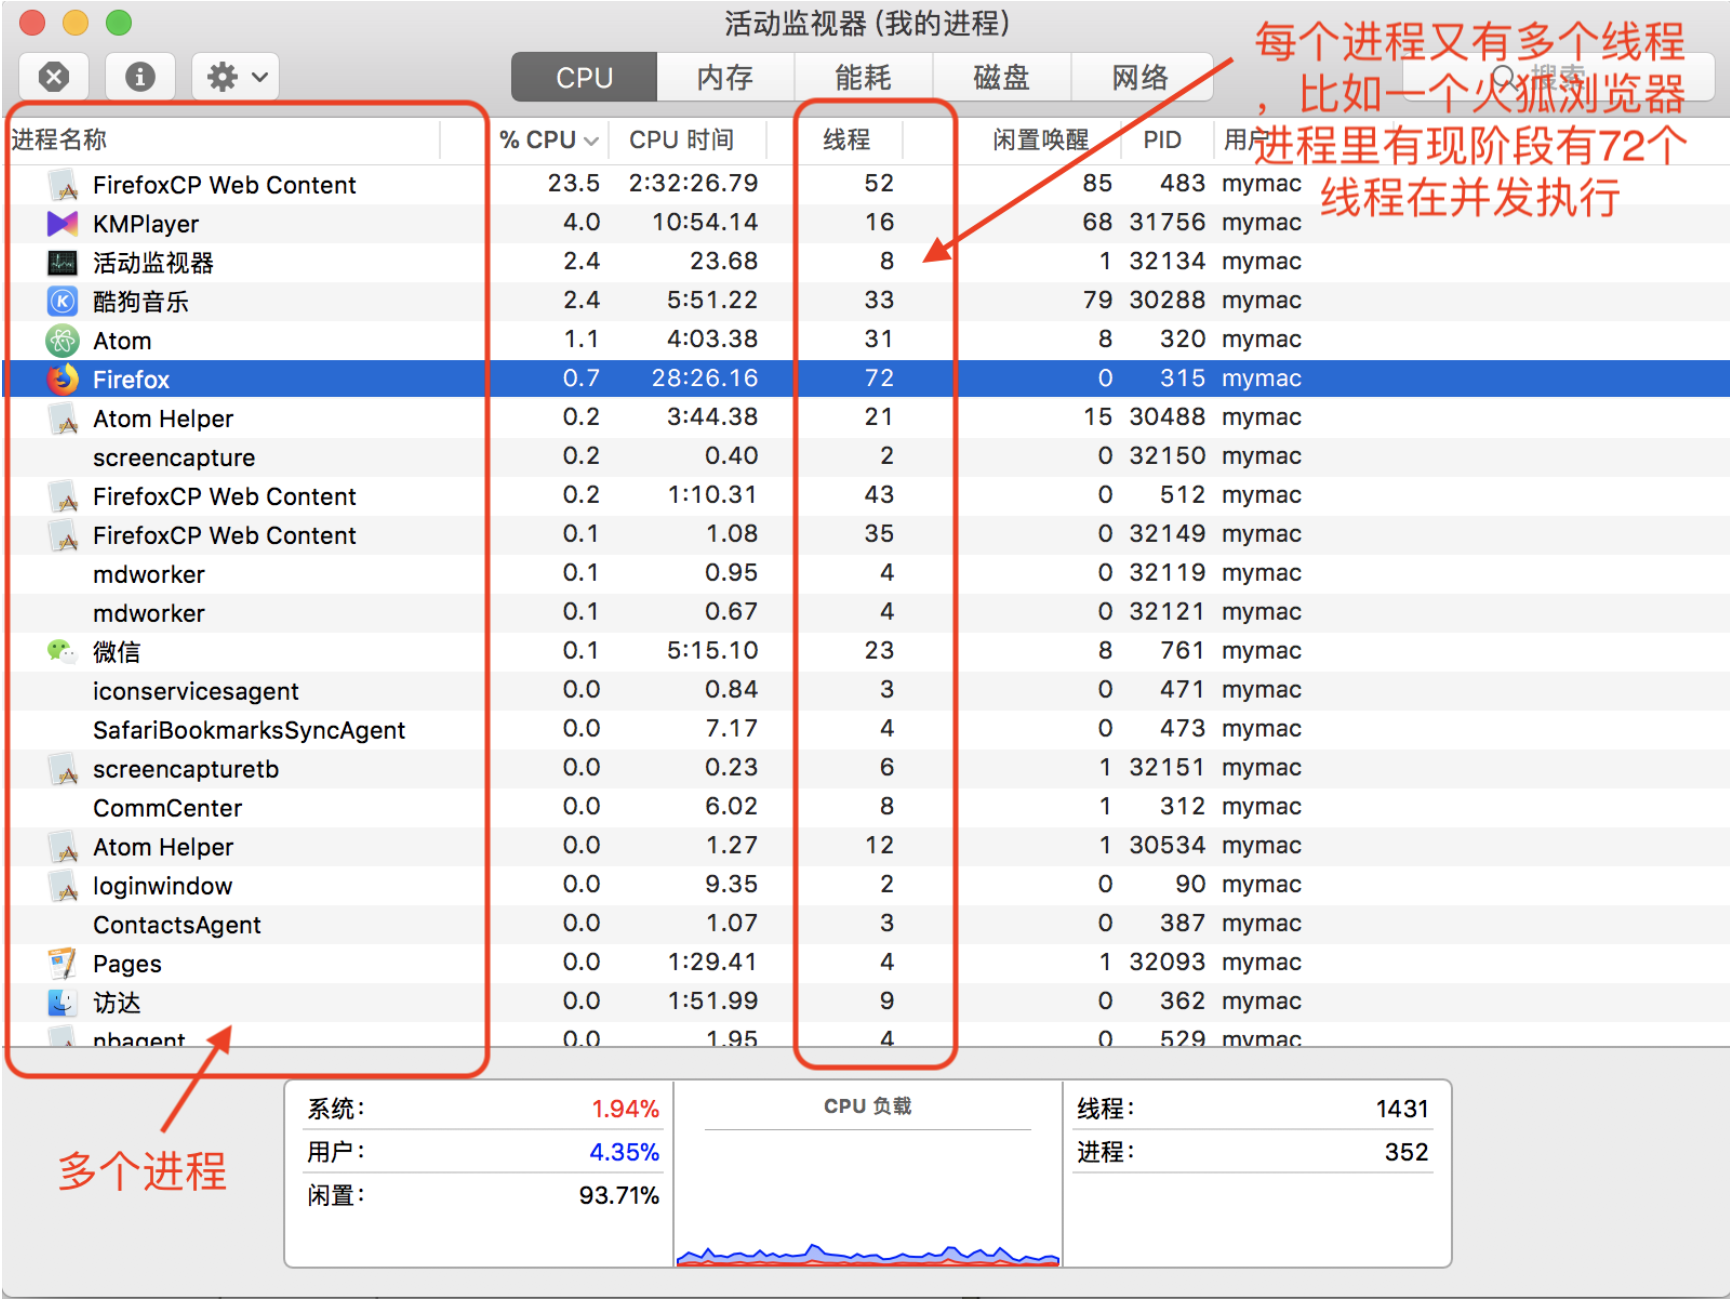 活动监视器 (我的进程)
每个进程又有多个线程
，比如一个火狐浏览器
进程里有现阶段有72个
线程在并发执行
CPU 内存 能耗 磁盘 网络 搜索
进程名称 % CPU CPU 时间 线程 闲置唤醒 PID 用户
FirefoxCP Web Content 23.5 2:32:26.79 52 85 483 mymac
KMPlayer 4.0 10:54.14 16 68 31756 mymac
活动监视器 2.4 23.68 8 1 32134 mymac
酷狗音乐 2.4 5:51.22 33 79 30288 mymac
Atom 1.1 4:03.38 31 8 320 mymac
Firefox 0.7 28:26.16 72 0 315 mymac
Atom Helper 0.2 3:44.38 21 15 30488 mymac
screencapture 0.2 0.40 2 0 32150 mymac
FirefoxCP Web Content 0.2 1:10.31 43 0 512 mymac
FirefoxCP Web Content 0.1 1.08 35 0 32149 mymac
mdworker 0.1 0.95 4 0 32119 mymac
mdworker 0.1 0.67 4 0 32121 mymac
微信 0.1 5:15.10 23 8 761 mymac
iconservicesagent 0.0 0.84 3 0 471 mymac
SafariBookmarksSyncAgent 0.0 7.17 4 0 473 mymac
screencapturetb 0.0 0.23 6 1 32151 mymac
CommCenter 0.0 6.02 8 1 312 mymac
Atom Helper 0.0 1.27 12 1 30534 mymac
loginwindow 0.0 9.35 2 0 90 mymac
ContactsAgent 0.0 1.07 3 0 387 mymac
Pages 0.0 1:29.41 4 1 32093 mymac
访达 0.0 1:51.99 9 0 362 mymac
nbagent 0.0 1.95 4 0 529 mymac
多个进程
系统： 1.94%
用户： 4.35%
闲置： 93.71%
CPU 负载
线程： 1431
进程： 352